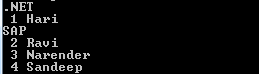 .NET
1 Hari
SAP
2 Ravi
3 Narender
4 Sandeep